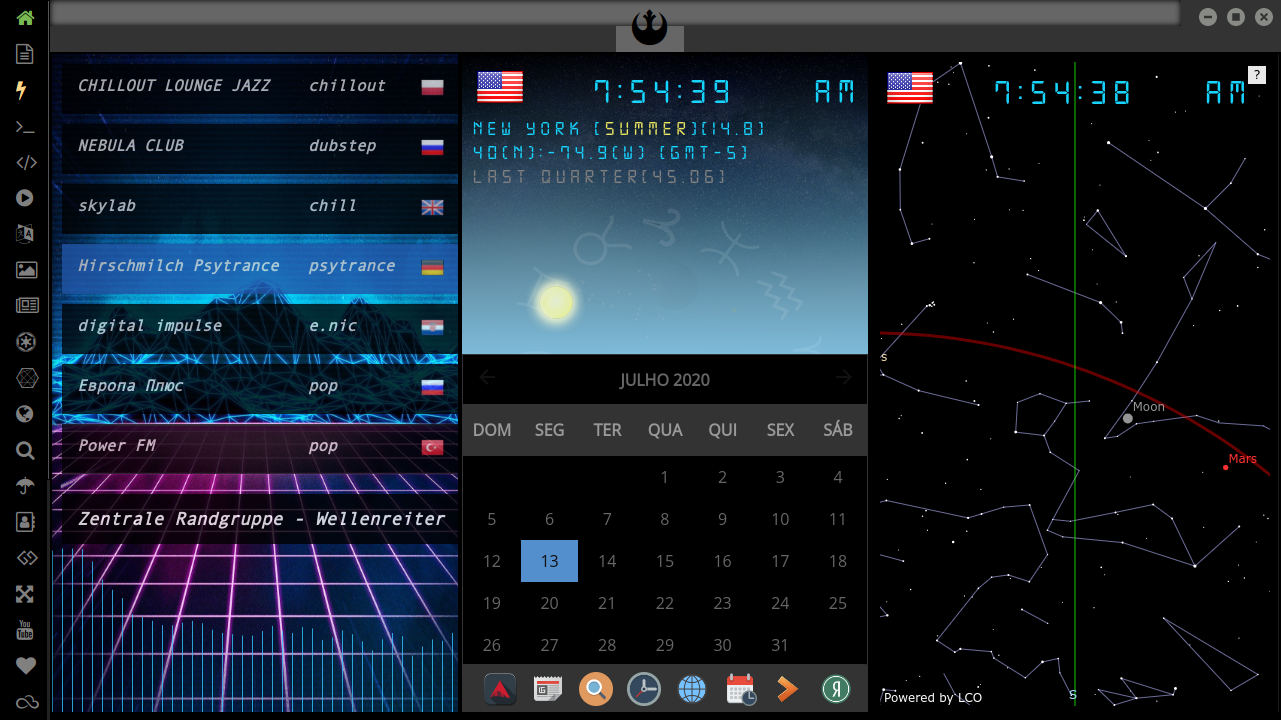 CHILLOUT LOUNGE JAZZ chillout
NEBULA CLUB dubstep
skylab chill
Hirschmilch Psytrance psytrance
digital impulse e.nic
Европа Плюс pop
Power FM pop
Zentrale Randgruppe - Wellenreiter
7:54:39 AM
NEW YORK [SUMMER][14.8]
40[N]:-74.9[W] [GMT-5]
LAST QUARTER[45.06]
JULHO 2020
DOM SEG TER QUA QUI SEX SÁB
1 2 3 4
5 6 7 8 9 10 11
12 13 14 15 16 17 18
19 20 21 22 23 24 25
26 27 28 29 30 31
7:54:38 AM
?
s
Moon
Mars
S
Powered by LCO
You
Tube
Я